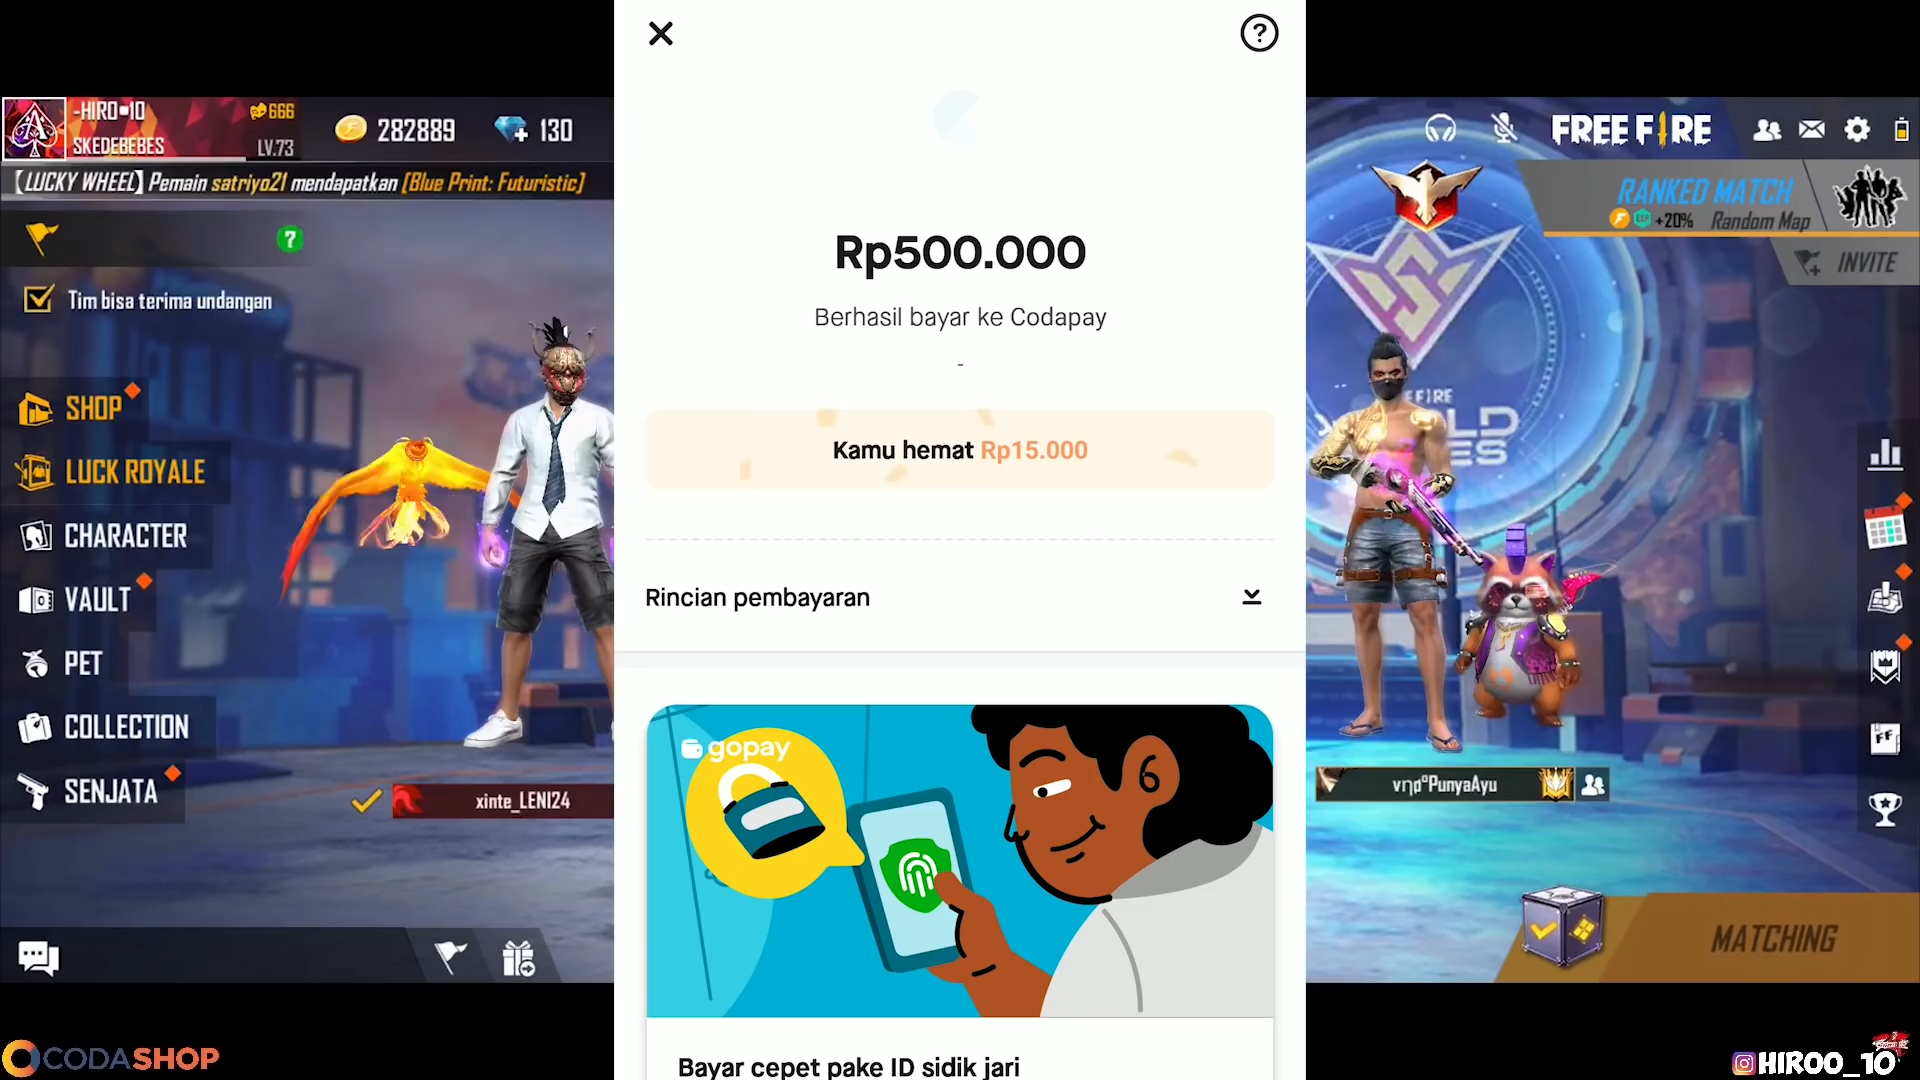 -HIRO 10
666
SKEDEBEBES
LV.73
282889
130
[LUCKY WHEEL] Pemain satriyo21 mendapatkan [Blue Print: Futuristic]
?
Tim bisa terima undangan
SHOP
LUCK ROYALE
CHARACTER
VAULT
PET
COLLECTION
SENJATA
xinte_LENI24
CODASHOP
?
Rp500.000
Berhasil bayar ke Codapay
-
Kamu hemat Rp15.000
Rincian pembayaran
gopay
Bayar cepet pake ID sidik jari
FREE FIRE
RANKED MATCH
+20% Random Map
INVITE
FF
PunyaAyu
MATCHING
HIROO_10